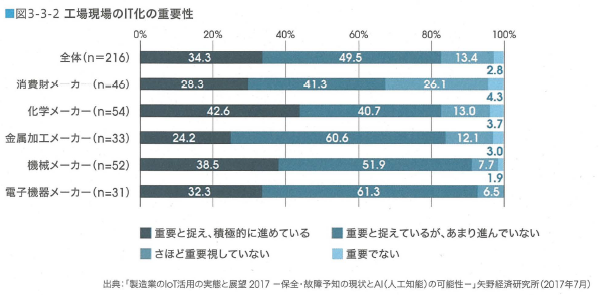 ■図3-3-2 工場現場のIT化の重要性
0% 20% 40% 60% 80% 100%
全体(n=216) 34.3 49.5 13.4 2.8
消費財メーカー(n=46) 28.3 41.3 26.1 4.3
化学メーカー(n=54) 42.6 40.7 13.0 3.7
金属加工メーカー(n=33) 24.2 60.6 12.1 3.0
機械メーカー(n=52) 38.5 51.9 7.7 1.9
電子機器メーカー(n=31) 32.3 61.3 6.5
■重要と捉え、積極的に進めている ■重要と捉えているが、あまり進んでいない
■さほど重要視していない ■重要でない
出典:「製造業のIoT活用の実態と展望 2017 −保全・故障予知の現状とAI(人工知能)の可能性−」矢野経済研究所(2017年7月)